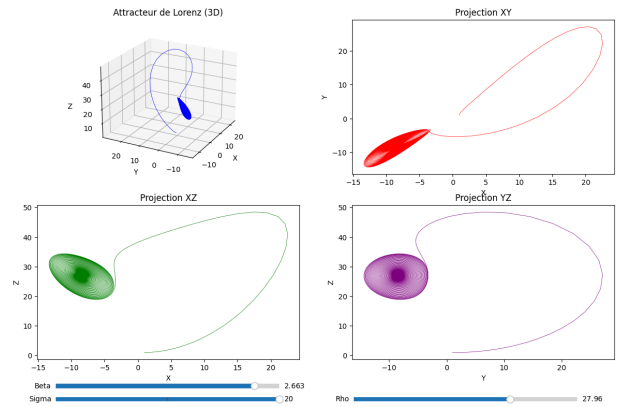 Attracteur de Lorenz (3D)
Z
40
30
20
10
20
10
0
−10
Y
−10
0
10
20
X
Projection XY
Y
20
10
0
−10
−15 −10 −5 0 5 10 15 20
X
Projection XZ
Z
50
40
30
20
10
0
−15 −10 −5 0 5 10 15 20
X
Projection YZ
Z
50
40
30
20
10
0
−10 0 10 20
Y
Beta 2.663
Sigma 20
Rho 27.96